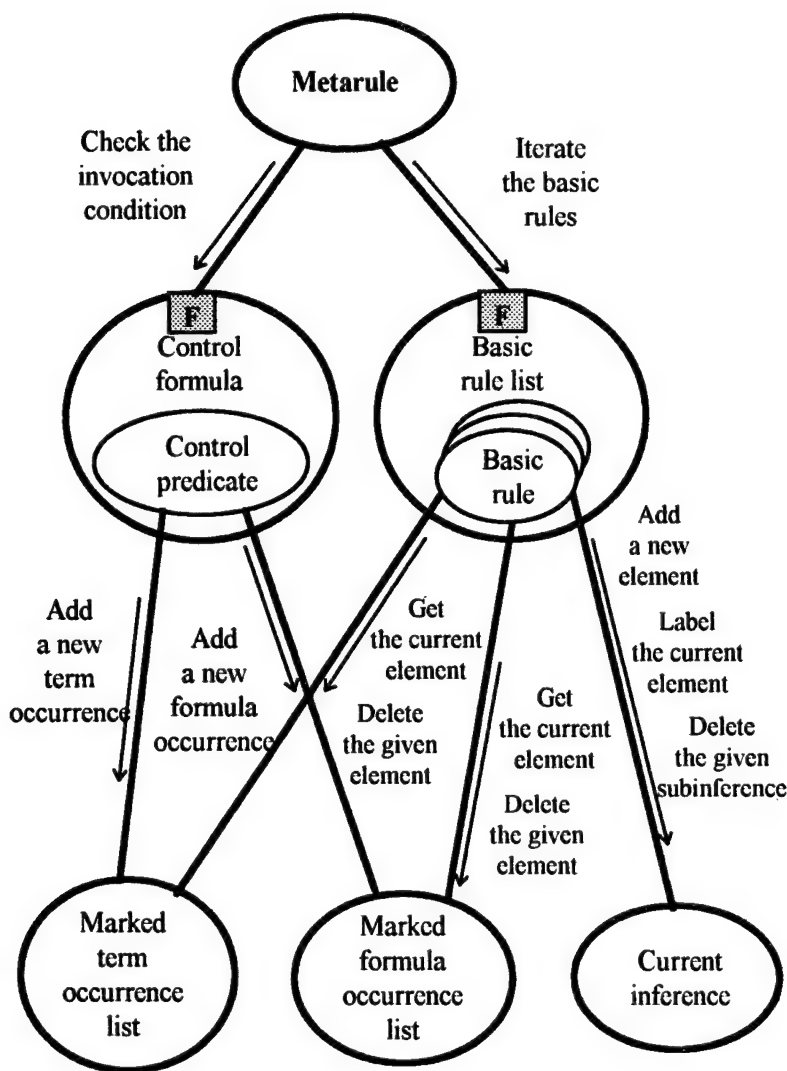 Metarule
Check the
invocation
condition
Iterate
the basic
rules
F
Control
formula
Control
predicate
F
Basic
rule list
Basic
rule
Add
a new
term
occurrence
Add
a new
formula
occurrence
Get
the current
element
Delete
the given
element
Get
the current
element
Delete
the given
element
Add
a new
element
Label
the current
element
Delete
the given
subinference
Marked
term
occurrence
list
Marked
formula
occurrence
list
Current
inference